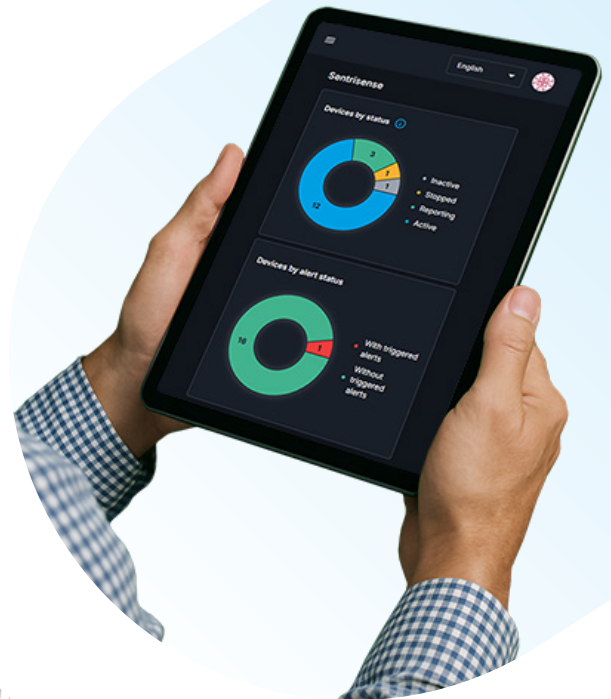 English
Sentrisense
Devices by status
3
1
1
12
Inactive
Stopped
Reporting
Active
Devices by alert status
16
1
With triggered
alerts
Without
triggered
alerts